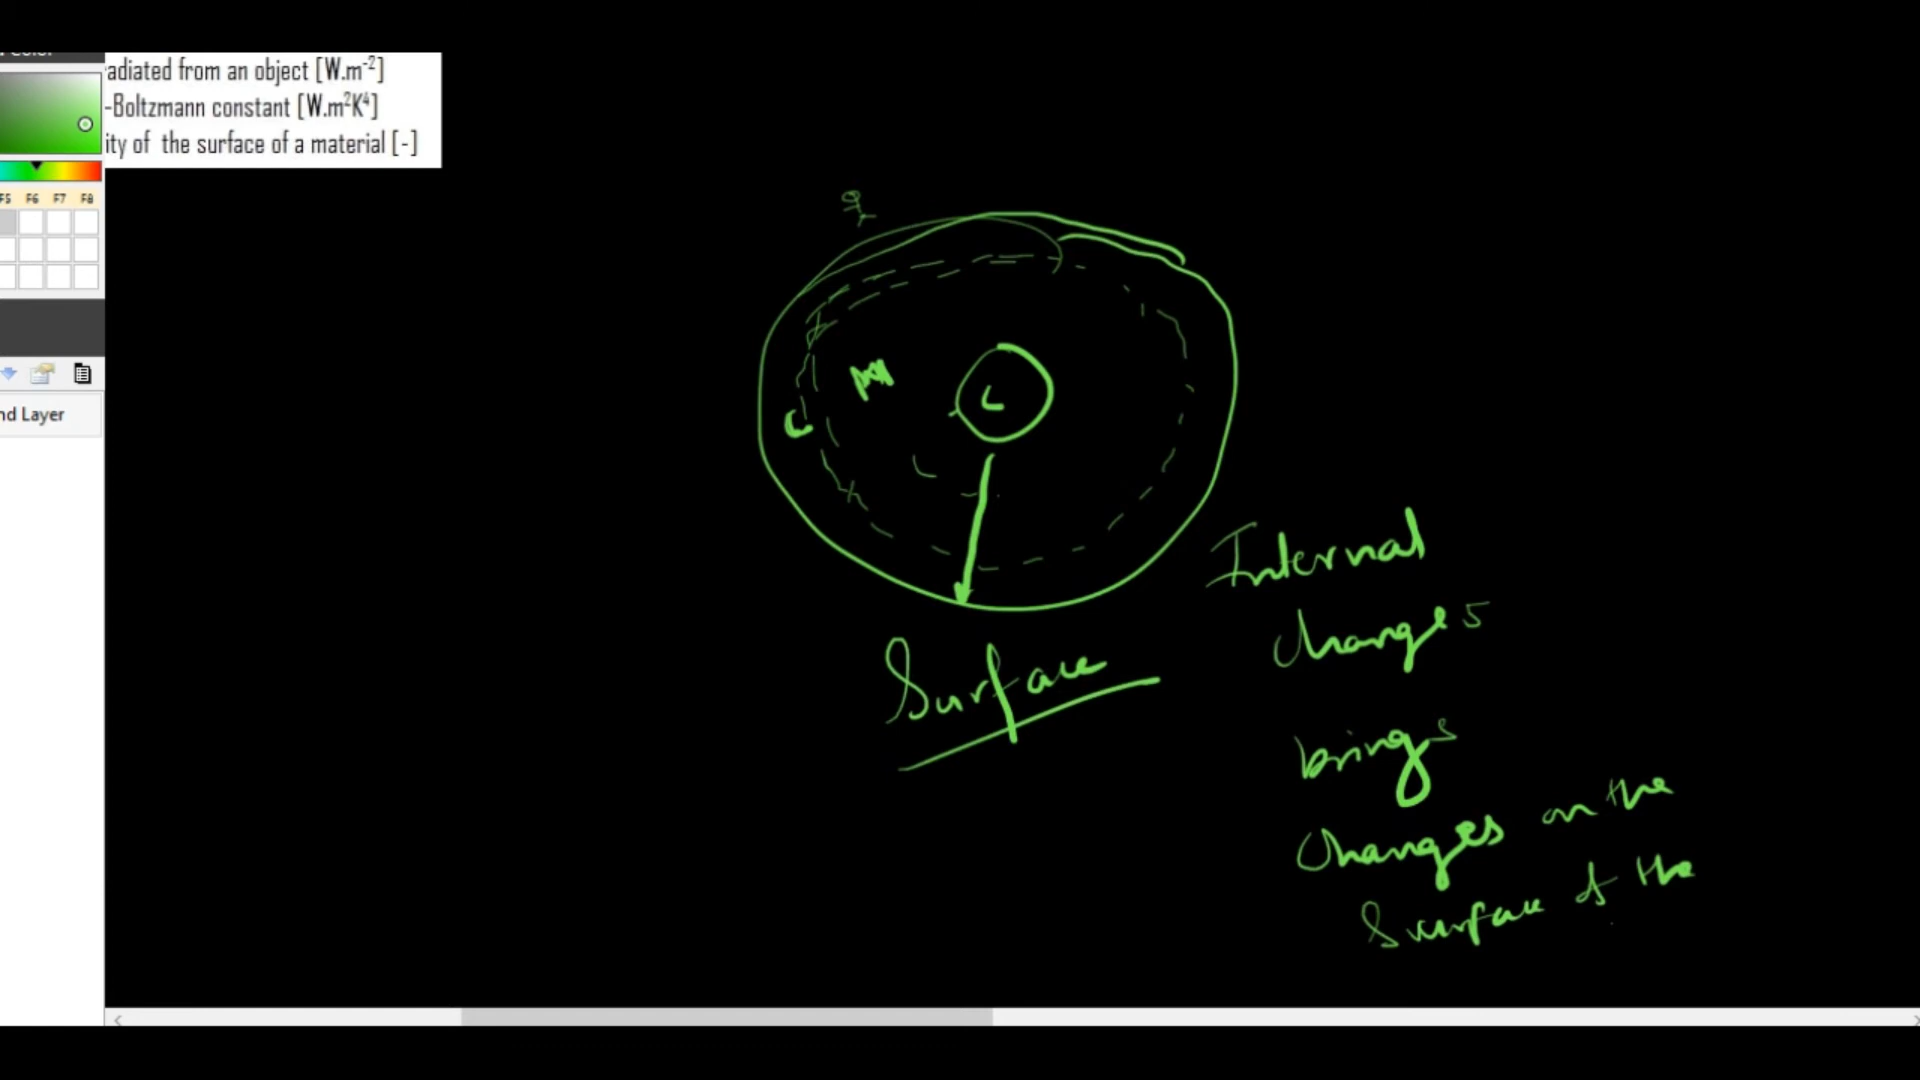 Color
adiated from an object [W.m-2]
-Boltzmann constant [W.m2K4]
ity of the surface of a material [-]
F5 F6 F7 F8
nd Layer
M
L
C
Surface
Internal
changes
brings
Changes on the
Surface of the